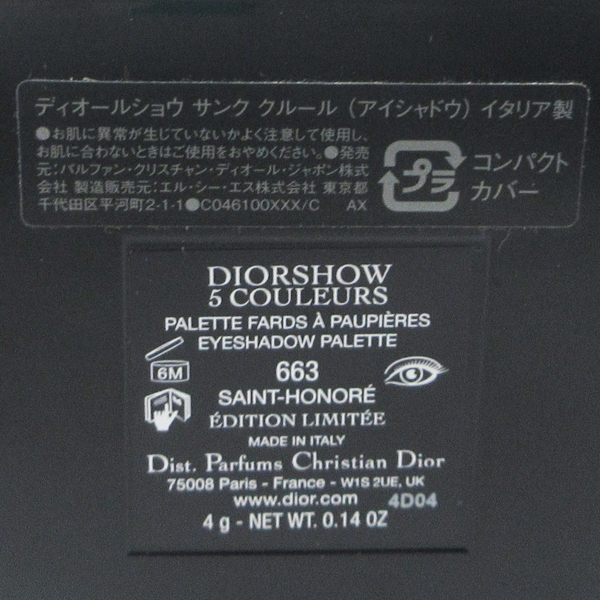 ディオールショウ サンク クルール (アイシャドウ) イタリア製
●お肌に異常が生じていないかよく注意して使用し、
お肌に合わないときはご使用をおやめください。●発売
元:パルファン・クリスチャン・ディオール・ジャポン株式
会社 製造販売元:エル・シー・エス株式会社 東京都
千代田区平河町2-1-1●C046100XXX/C AX
プラ
コンパクト
カバー
DIORSHOW
5 COULEURS
PALETTE FARDS À PAUPIÈRES
EYESHADOW PALETTE
6M
663
SAINT-HONORÉ
ÉDITION LIMITÉE
MADE IN ITALY
Dist. Parfums Christian Dior
75008 Paris - France - W1S 2UE, UK
www.dior.com 4D04
4 g - NET WT. 0.14 OZ